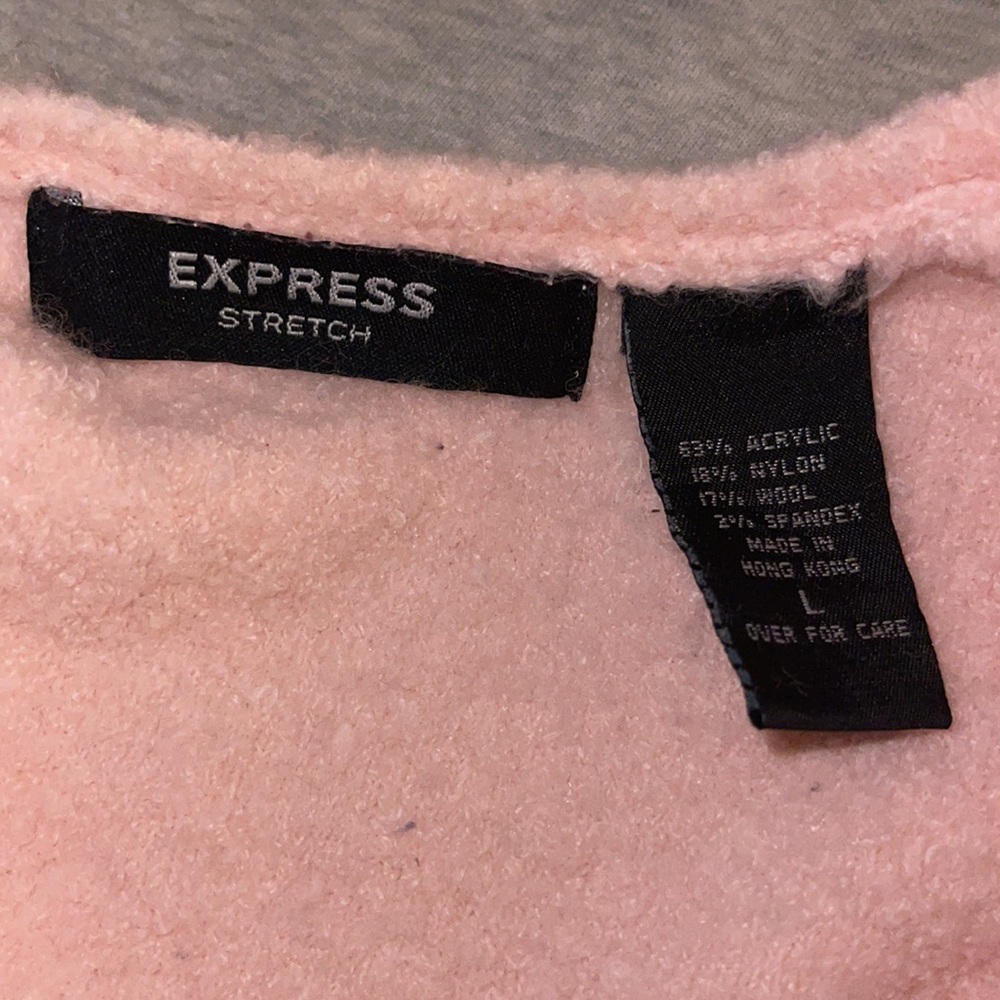 EXPRESS
STRETCH
63% ACRYLIC
18% NYLON
17% WOOL
2% SPANDEX
MADE IN
HONG KONG
L
OVER FOR CARE